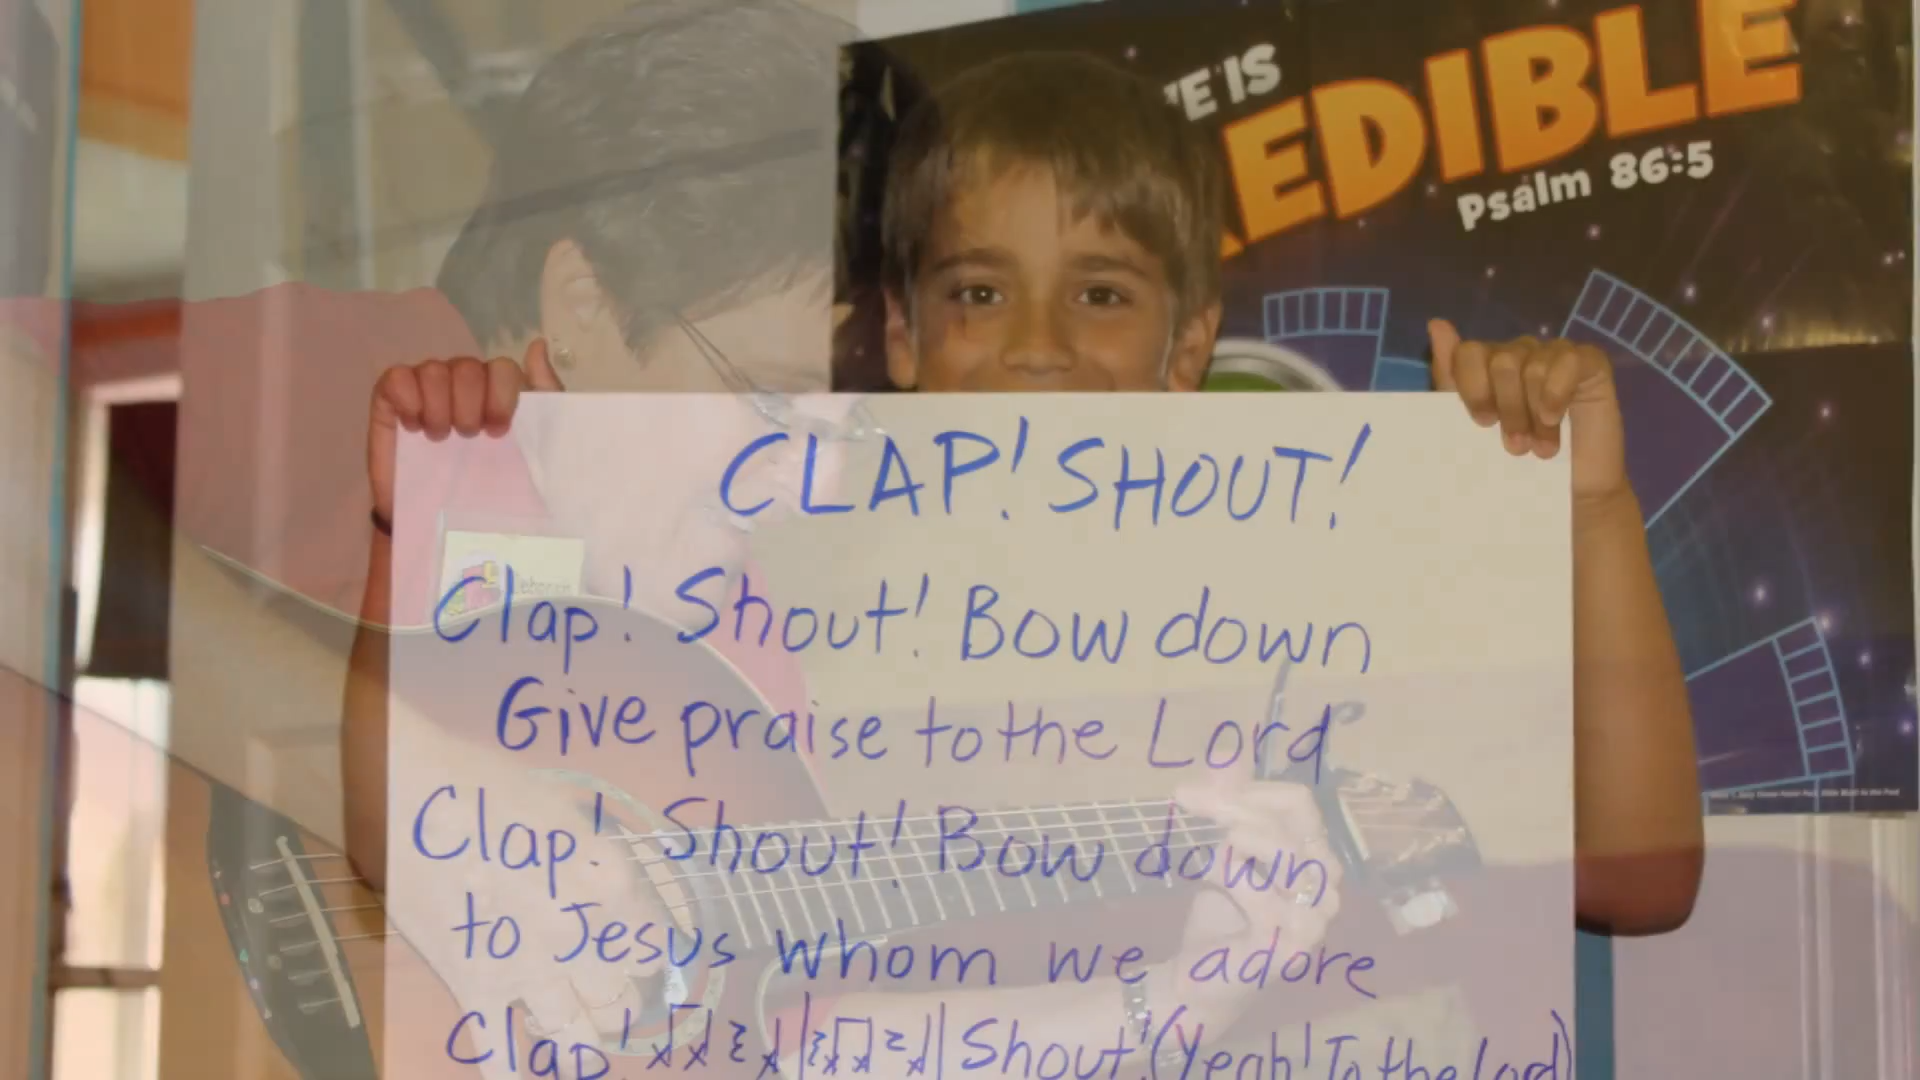 E IS
EDIBLE
Psalm 86:5
CLAP! SHOUT!
Clap! Shout! Bow down
Give praise to the Lord
Clap! Shout! Bow down
to Jesus whom we adore
Clap! Shout! (Yeah! To the Lord)
Deborah